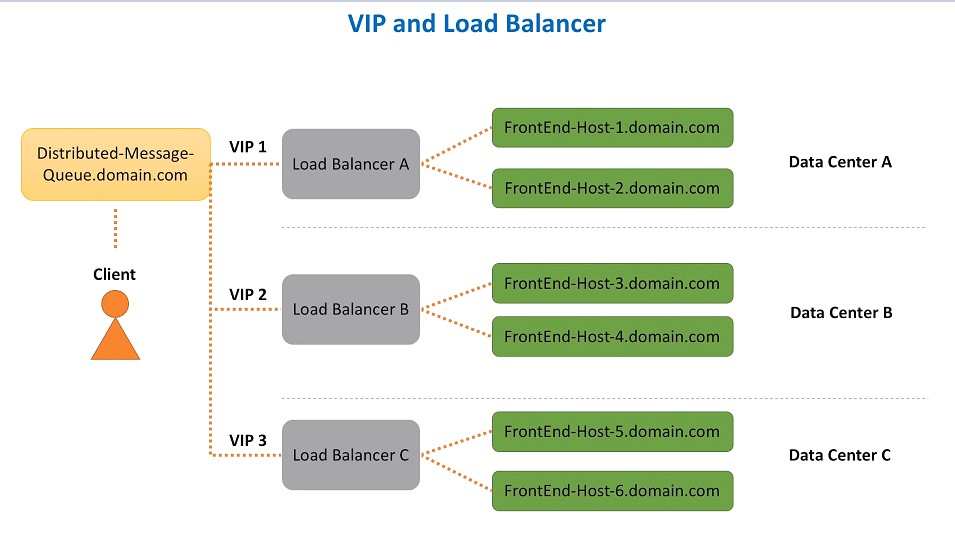 VIP and Load Balancer
Distributed-Message-
Queue.domain.com
Client
VIP 1
Load Balancer A
FrontEnd-Host-1.domain.com
FrontEnd-Host-2.domain.com
Data Center A
VIP 2
Load Balancer B
FrontEnd-Host-3.domain.com
FrontEnd-Host-4.domain.com
Data Center B
VIP 3
Load Balancer C
FrontEnd-Host-5.domain.com
FrontEnd-Host-6.domain.com
Data Center C